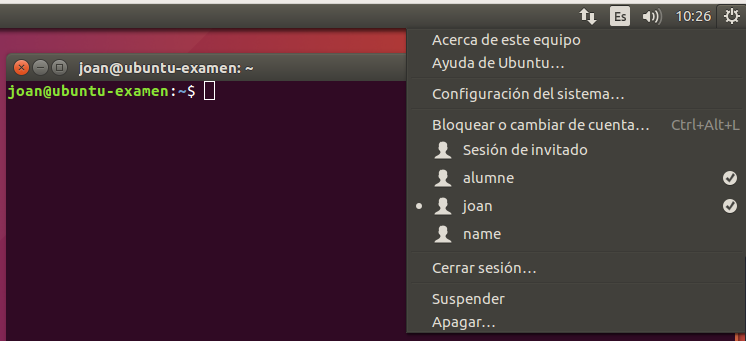 Es 10:26
joan@ubuntu-examen: ~
joan@ubuntu-examen:~$
Acerca de este equipo
Ayuda de Ubuntu...
Configuración del sistema...
Bloquear o cambiar de cuenta... Ctrl+Alt+L
Sesión de invitado
alumne
joan
name
Cerrar sesión...
Suspender
Apagar...